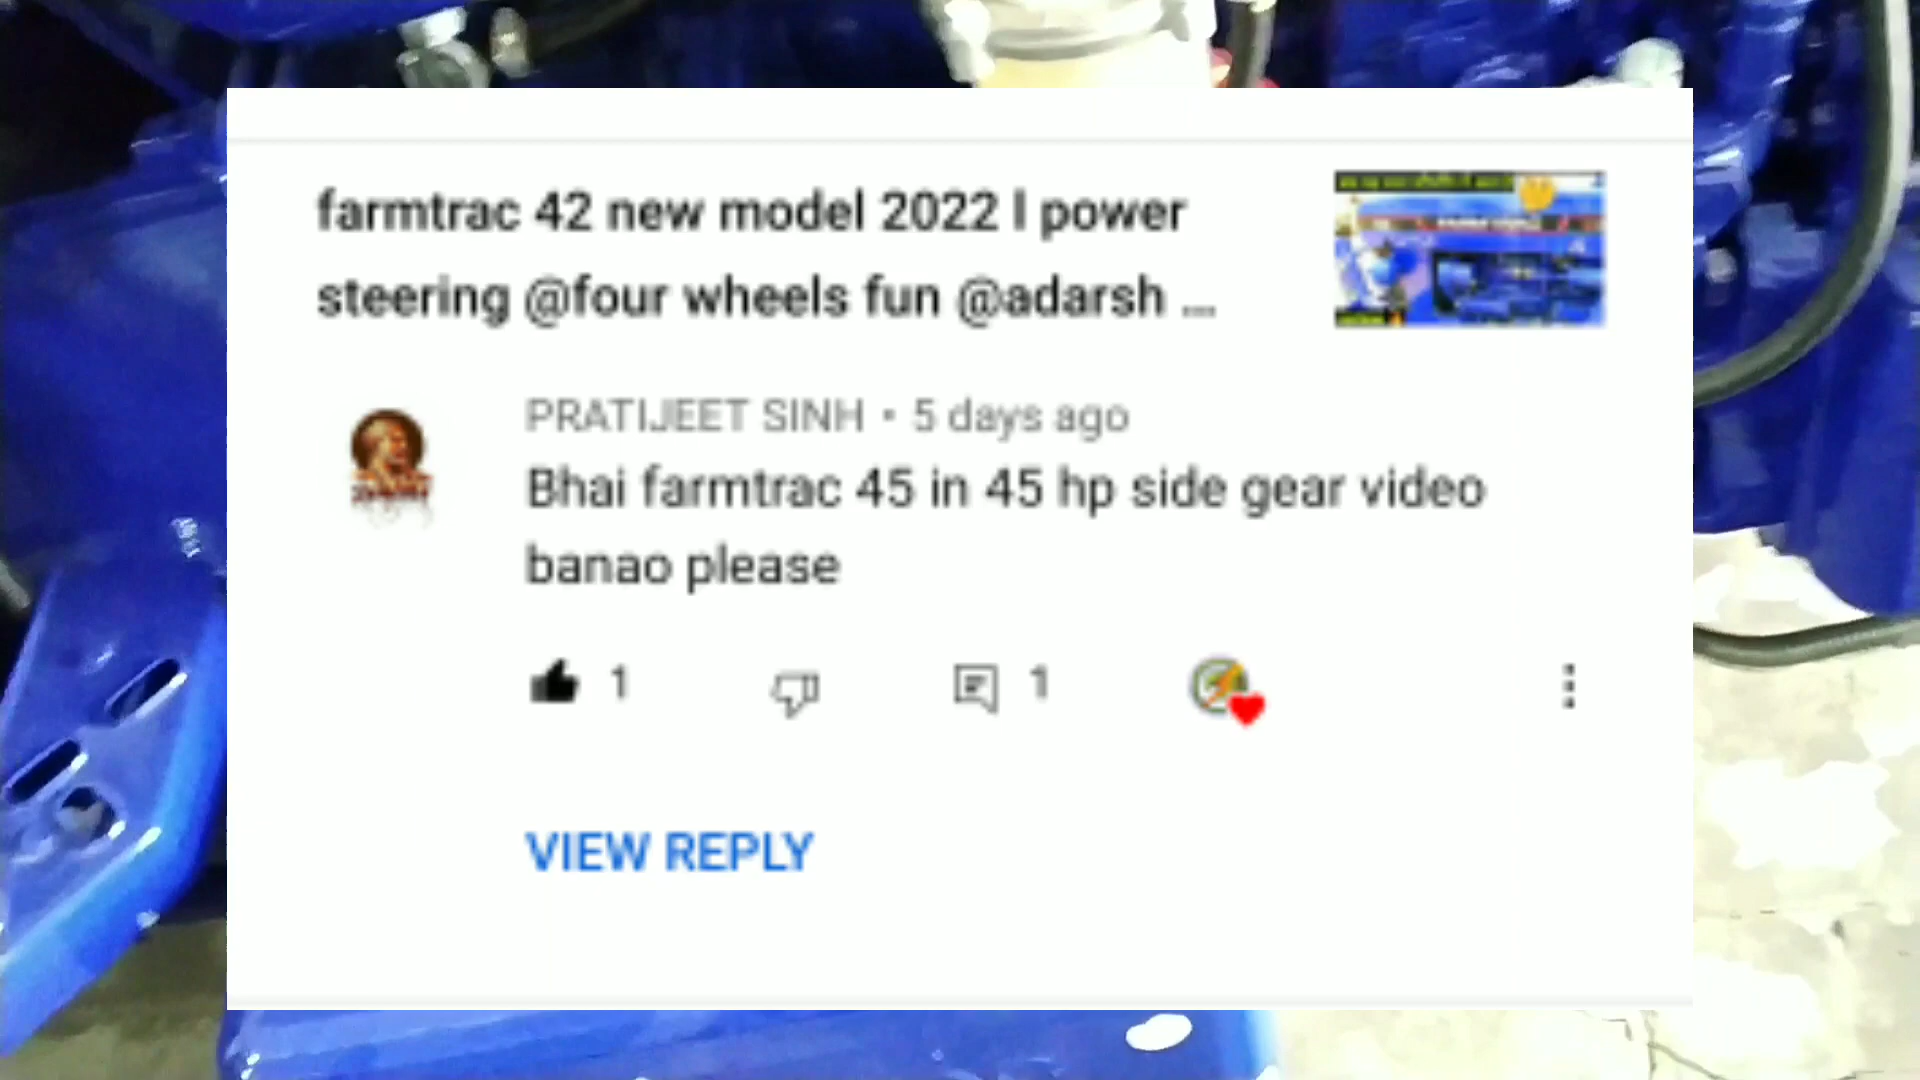 farmtrac 42 new model 2022 l power
steering @four wheels fun @adarsh ...
PRATIJEET SINH • 5 days ago
Bhai farmtrac 45 in 45 hp side gear video
banao please
1
1
VIEW REPLY